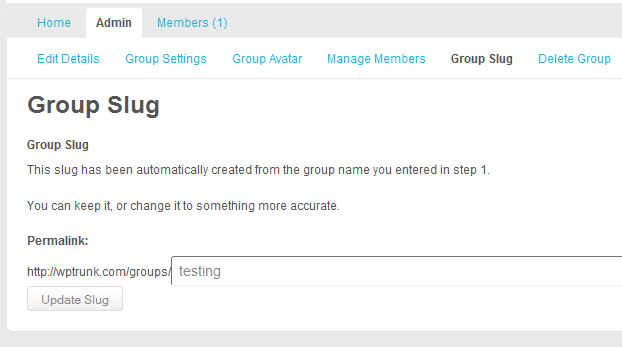 Home Admin Members (1)
Edit Details Group Settings Group Avatar Manage Members Group Slug Delete Group
Group Slug
Group Slug
This slug has been automatically created from the group name you entered in step 1.
You can keep it, or change it to something more accurate.
Permalink:
http://wptrunk.com/groups/ testing
Update Slug